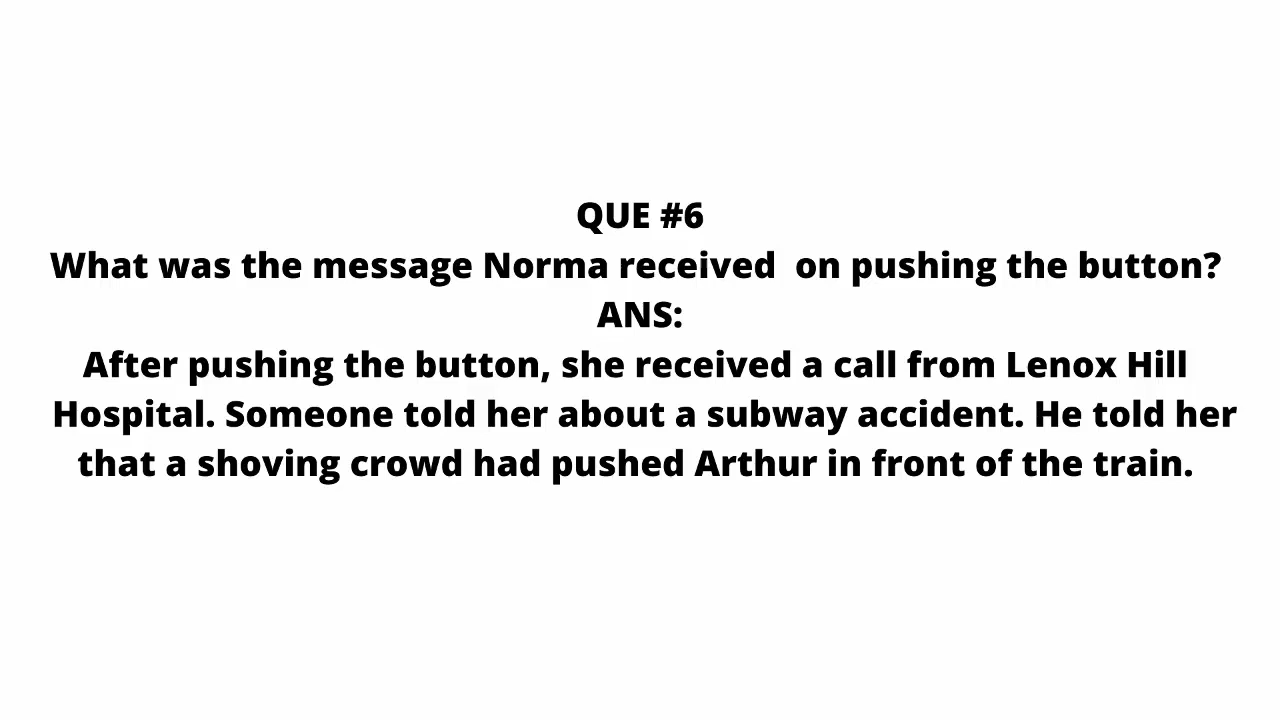 QUE #6
What was the message Norma received  on pushing the button?
ANS:
After pushing the button, she received a call from Lenox Hill
Hospital. Someone told her about a subway accident. He told her
that a shoving crowd had pushed Arthur in front of the train.